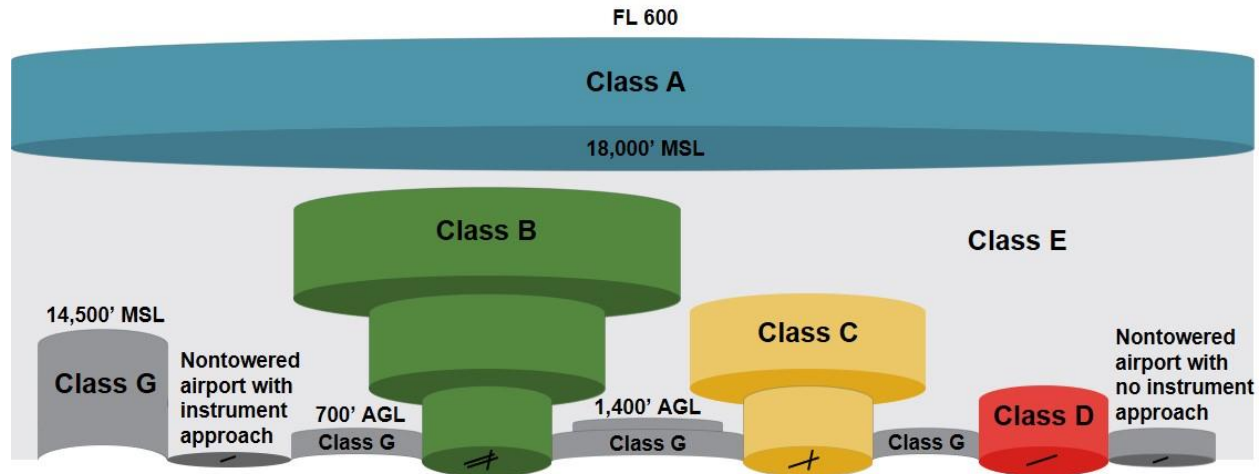 FL 600
Class A
18,000’ MSL
Class B
Class E
14,500’ MSL
Class G
Nontowered
airport with
instrument
approach
700’ AGL
Class G
1,400’ AGL
Class G
Class C
Class G
Class D
Nontowered
airport with
no instrument
approach